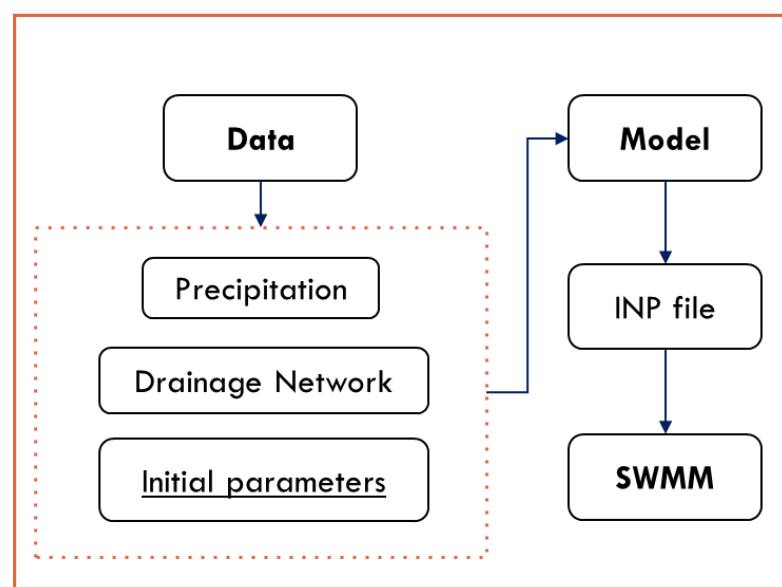 Data
Precipitation
Drainage Network
Initial parameters
Model
INP file
SWMM